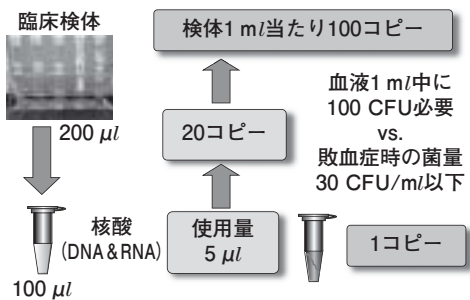 臨床検体
200 μl
核酸
(DNA&RNA)
100 μl
検体1 ml当たり100コピー
20コピー
使用量
5 μl
血液1 ml中に
100 CFU必要
vs.
敗血症時の菌量
30 CFU/ml以下
1コピー